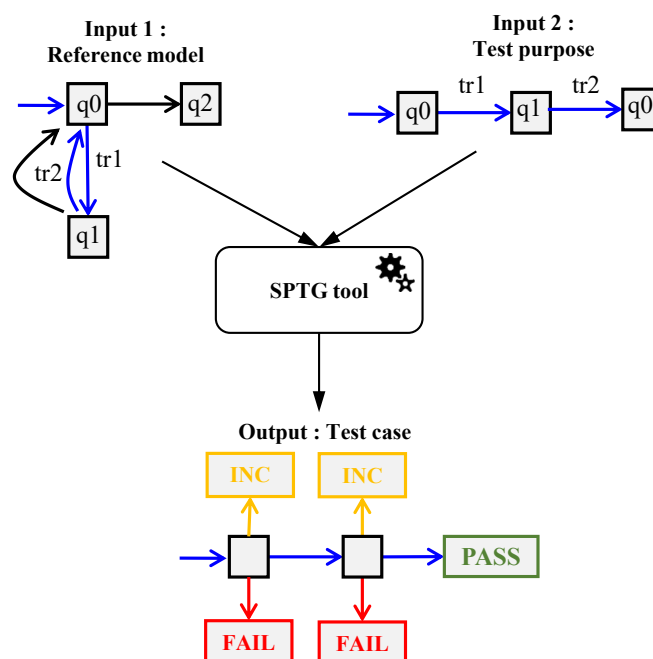 Input 1 :
Reference model
Input 2 :
Test purpose
q0
q2
tr2
tr1
q1
q0
tr1
q1
tr2
q0
SPTG tool
Output : Test case
INC
INC
PASS
FAIL
FAIL